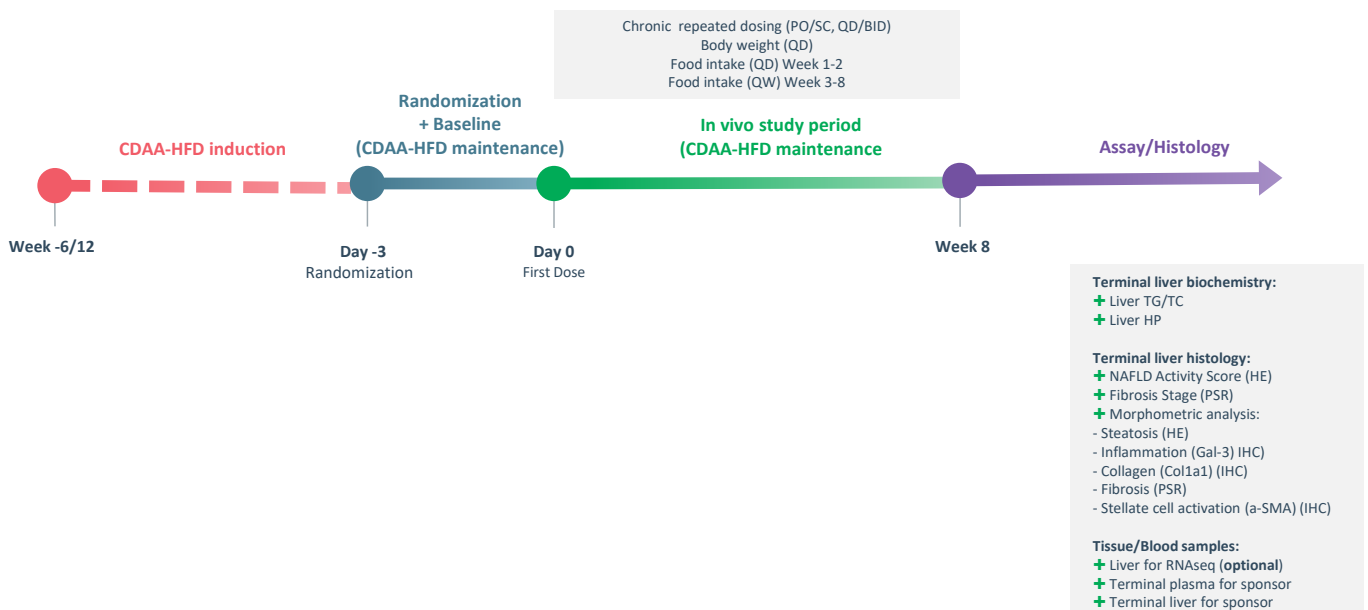 Chronic repeated dosing (PO/SC, QD/BID)
Body weight (QD)
Food intake (QD) Week 1-2
Food intake (QW) Week 3-8
CDAA-HFD induction
Randomization
+ Baseline
(CDAA-HFD maintenance)
In vivo study period
(CDAA-HFD maintenance
Assay/Histology
Week -6/12
Day -3
Randomization
Day 0
First Dose
Week 8
Terminal liver biochemistry:
+ Liver TG/TC
+ Liver HP
Terminal liver histology:
+ NAFLD Activity Score (HE)
+ Fibrosis Stage (PSR)
+ Morphometric analysis:
- Steatosis (HE)
- Inflammation (Gal-3) IHC)
- Collagen (Col1a1) (IHC)
- Fibrosis (PSR)
- Stellate cell activation (a-SMA) (IHC)
Tissue/Blood samples:
+ Liver for RNAseq (optional)
+ Terminal plasma for sponsor
+ Terminal liver for sponsor